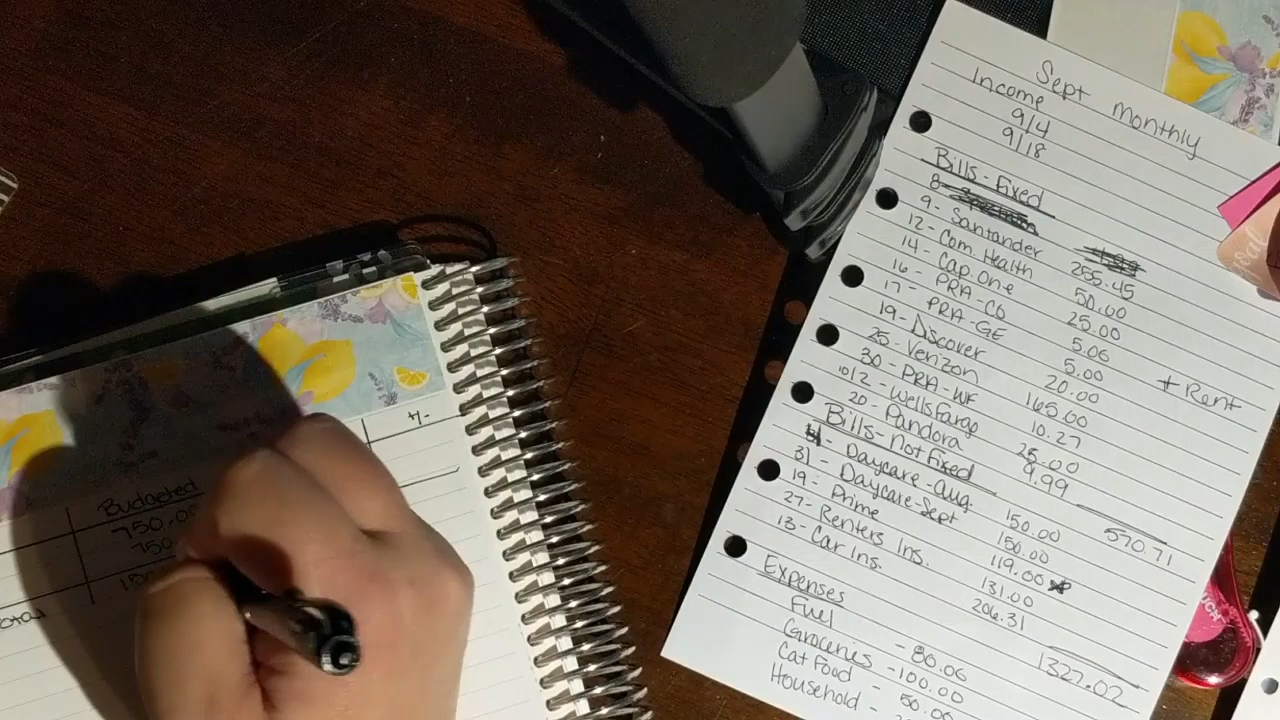 +/-
Budgeted
750.00
750.
Sept Monthly
Income
9/4
9/18
Bills - Fixed
8 -
9 - Santander 255.45
12 - Com. Health 50.00
14 - Cap. One 25.00
16 - PRA-CO 5.06
17 - PRA-GE 5.00
19 - Discover 20.00 + Rent
25 - Verizon 165.00
30 - PRA-WF 10.27
10/2 - Wells Fargo 25.00
20 - Pandora 9.99
570.71
Bills - Not Fixed
- Daycare - Aug 150.00
31 - Daycare - Sept 150.00
19 - Prime 119.00
27 - Renters Ins. 131.00
13 - Car Ins. 206.31
1327.02
Expenses
Fuel - 80.00
Groceries - 100.00
Cat Food - 50.00
Household -
goal